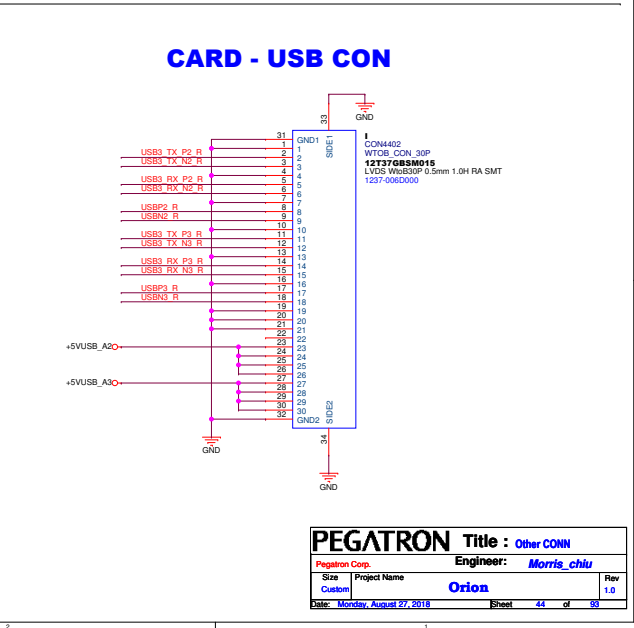 CARD - USB CON
33
GND
31
GND1
SIDE1
I
CON4402
WTOB_CON_30P
12T37GBSM015
LVDS WtoB30P 0.5mm 1.0H RA SMT
1237-006D000
1 1
USB3_TX_P2_R 2 2
USB3_TX_N2_R 3 3
4 4
USB3_RX_P2_R 5 5
USB3_RX_N2_R 6 6
7 7
USBP2_R 8 8
USBN2_R 9 9
10 10
USB3_TX_P3_R 11 11
USB3_TX_N3_R 12 12
13 13
USB3_RX_P3_R 14 14
USB3_RX_N3_R 15 15
16 16
USBP3_R 17 17
USBN3_R 18 18
19 19
20 20
21 21
22 22
+5VUSB_A2 23 23
24 24
25 25
26 26
+5VUSB_A3 27 27
28 28
29 29
30 30
32 GND2
SIDE2
34
GND
GND
PEGATRON Title : Other CONN
Pegatron Corp. Engineer: Morris_chiu
Size Project Name Rev
Custom Orion 1.0
Date: Monday, August 27, 2018 Sheet 44 of 93
2 1